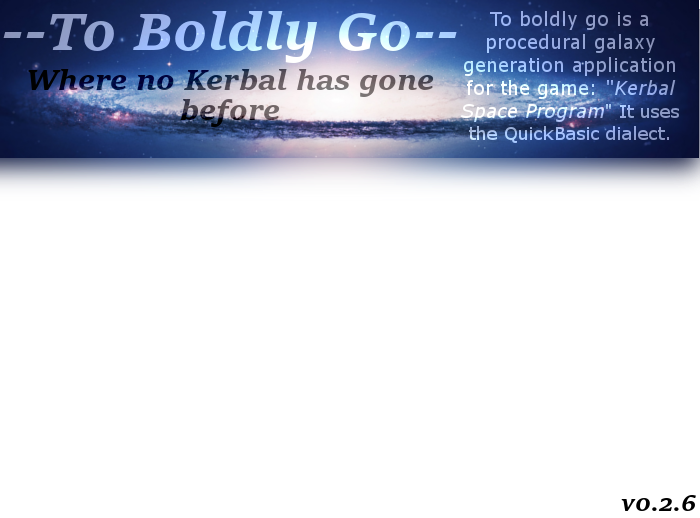 --To Boldly Go--
Where no Kerbal has gone
before
To boldly go is a
procedural galaxy
generation application
for the game: "Kerbal
Space Program" It uses
the QuickBasic dialect.
v0.2.6